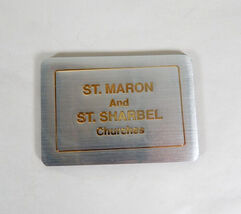 ST. MARON
And
ST. SHARBEL
Churches